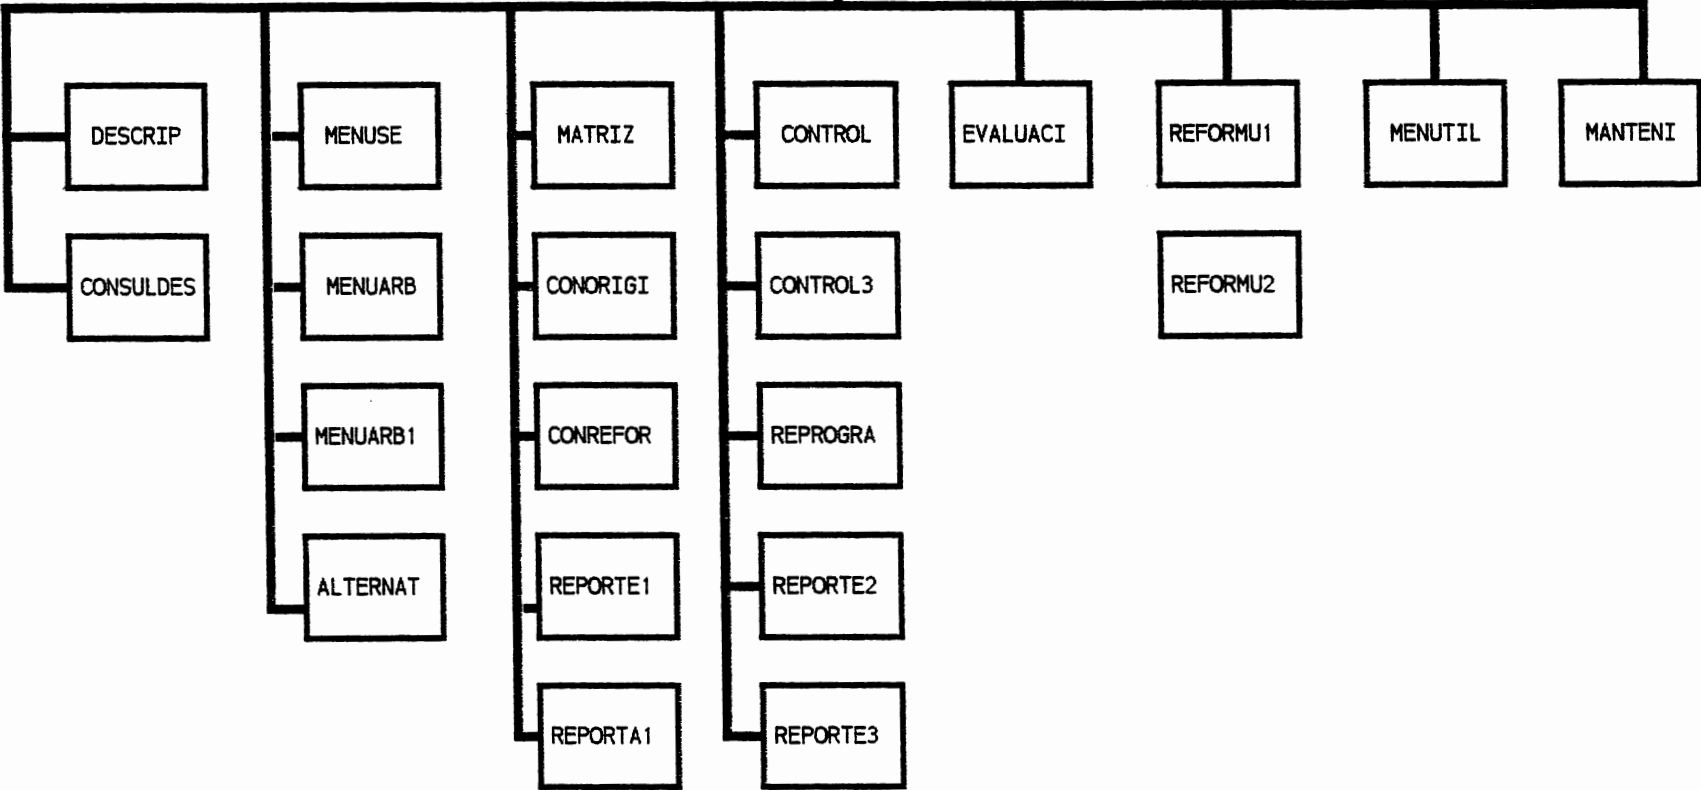 DESCRIP
MENUSE
MATRIZ
CONTROL
EVALUACI
REFORMU1
MENUTIL
MANTENI
CONSULDES
MENUARB
CONORIGI
CONTROL3
REFORMU2
MENUARB1
CONREFOR
REPROGRA
ALTERNAT
REPORTE1
REPORTE2
REPORTA1
REPORTE3